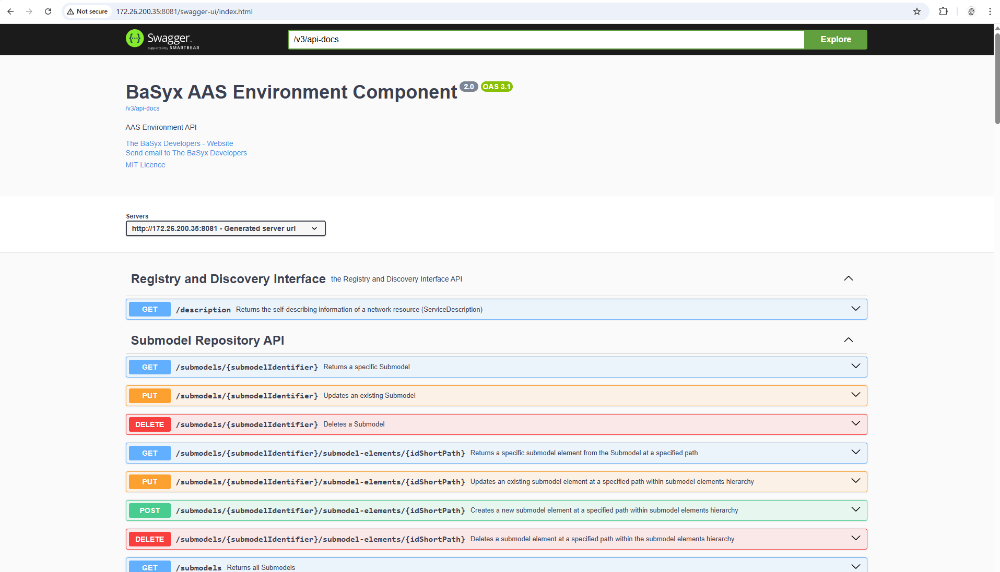 Not secure 172.26.200.35:8081/swagger-ui/index.html
Swagger
Supported by SMARTBEAR
/v3/api-docs
Explore
BaSyx AAS Environment Component 2.0 OAS 3.1
/v3/api-docs
AAS Environment API
The BaSyx Developers - Website
Send email to The BaSyx Developers
MIT Licence
Servers
http://172.26.200.35:8081 - Generated server url
Registry and Discovery Interface the Registry and Discovery Interface API
GET /description Returns the self-describing information of a network resource (ServiceDescription)
Submodel Repository API
GET /submodels/{submodelIdentifier} Returns a specific Submodel
PUT /submodels/{submodelIdentifier} Updates an existing Submodel
DELETE /submodels/{submodelIdentifier} Deletes a Submodel
GET /submodels/{submodelIdentifier}/submodel-elements/{idShortPath} Returns a specific submodel element from the Submodel at a specified path
PUT /submodels/{submodelIdentifier}/submodel-elements/{idShortPath} Updates an existing submodel element at a specified path within submodel elements hierarchy
POST /submodels/{submodelIdentifier}/submodel-elements/{idShortPath} Creates a new submodel element at a specified path within submodel elements hierarchy
DELETE /submodels/{submodelIdentifier}/submodel-elements/{idShortPath} Deletes a submodel element at a specified path within the submodel elements hierarchy
GET /submodels Returns all Submodels